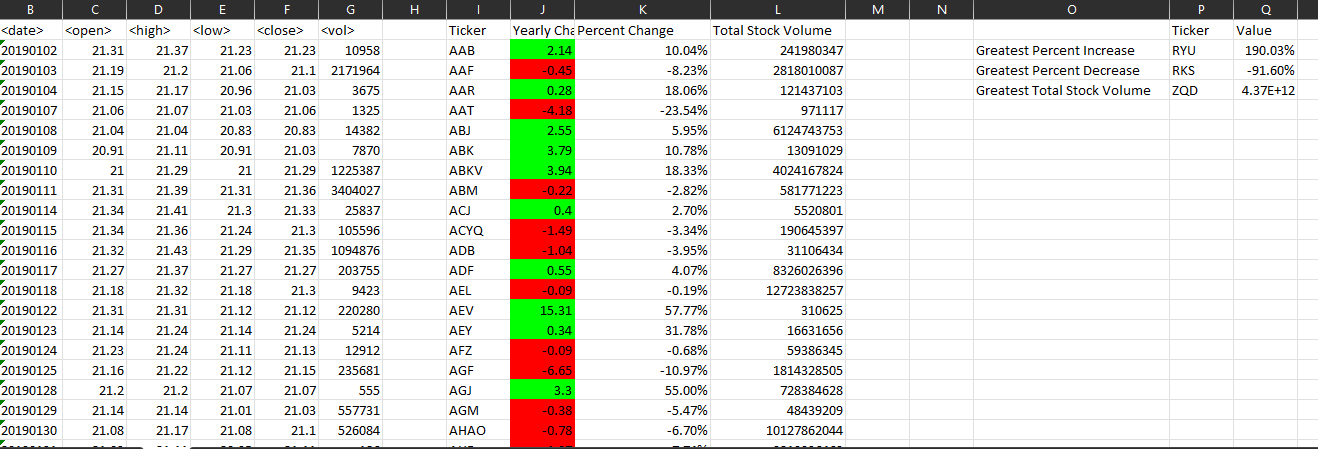 B C D E F G H I J K L M N O P Q
<date> <open> <high> <low> <close> <vol> Ticker Yearly Cha Percent Change Total Stock Volume Ticker Value
20190102 21.31 21.37 21.23 21.23 10958 AAB 2.14 10.04% 241980347 Greatest Percent Increase RYU 190.03%
20190103 21.19 21.2 21.06 21.1 2171964 AAF -0.45 -8.23% 2818010087 Greatest Percent Decrease RKS -91.60%
20190104 21.15 21.17 20.96 21.03 3675 AAR 0.28 18.06% 121437103 Greatest Total Stock Volume ZQD 4.37E+12
20190107 21.06 21.07 21.03 21.06 1325 AAT -4.18 -23.54% 971117
20190108 21.04 21.04 20.83 20.83 14382 ABJ 2.55 5.95% 6124743753
20190109 20.91 21.11 20.91 21.03 7870 ABK 3.79 10.78% 13091029
20190110 21 21.29 21 21.29 1225387 ABKV 3.94 18.33% 4024167824
20190111 21.31 21.39 21.31 21.36 3404027 ABM -0.22 -2.82% 581771223
20190114 21.34 21.41 21.3 21.33 25837 ACJ 0.4 2.70% 5520801
20190115 21.34 21.36 21.24 21.3 105596 ACYQ -1.49 -3.34% 190645397
20190116 21.32 21.43 21.29 21.35 1094876 ADB -1.04 -3.95% 31106434
20190117 21.27 21.37 21.27 21.27 203755 ADF 0.55 4.07% 8326026396
20190118 21.18 21.32 21.18 21.3 9423 AEL -0.09 -0.19% 12723838257
20190122 21.31 21.31 21.12 21.12 220280 AEV 15.31 57.77% 310625
20190123 21.14 21.24 21.14 21.24 5214 AEY 0.34 31.78% 16631656
20190124 21.23 21.24 21.11 21.13 12912 AFZ -0.09 -0.68% 59386345
20190125 21.16 21.22 21.12 21.15 235681 AGF -6.65 -10.97% 1814328505
20190128 21.2 21.2 21.07 21.07 555 AGJ 3.3 55.00% 728384628
20190129 21.14 21.14 21.01 21.03 557731 AGM -0.38 -5.47% 48439209
20190130 21.08 21.17 21.08 21.1 526084 AHAO -0.78 -6.70% 10127862044